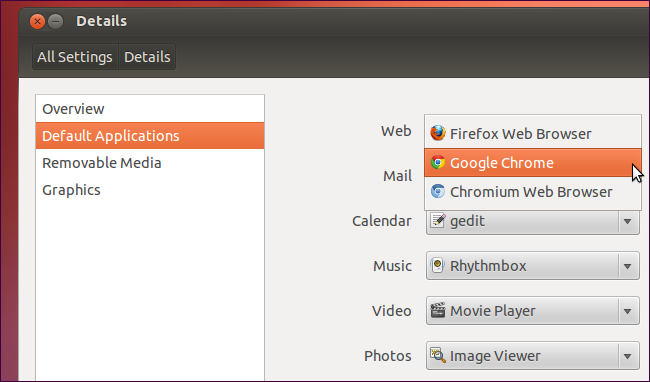 Details
All Settings Details
Overview
Default Applications
Removable Media
Graphics
Web
Firefox Web Browser
Google Chrome
Mail
Chromium Web Browser
Calendar gedit
Music Rhythmbox
Video Movie Player
Photos Image Viewer